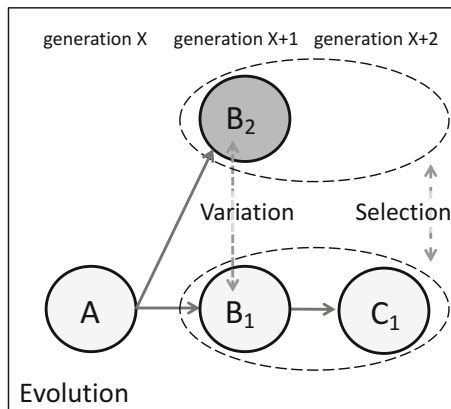 generation X generation X+1 generation X+2
B₂
Variation Selection
A B₁ C₁
Evolution